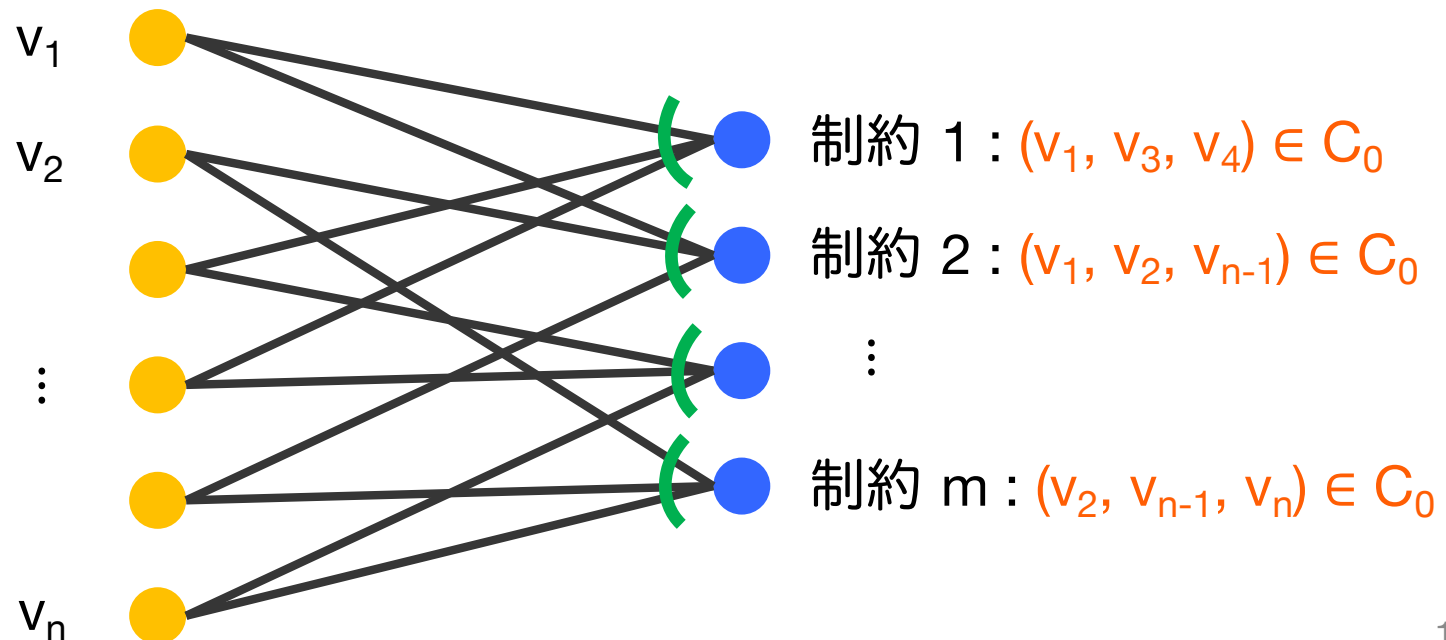 v₁
制約 1 : (v₁, v₃, v₄) ∈ C₀
v₂
制約 2 : (v₁, v₂, vₙ₋₁) ∈ C₀
⋮
⋮
制約 m : (v₂, vₙ₋₁, vₙ) ∈ C₀
vₙ